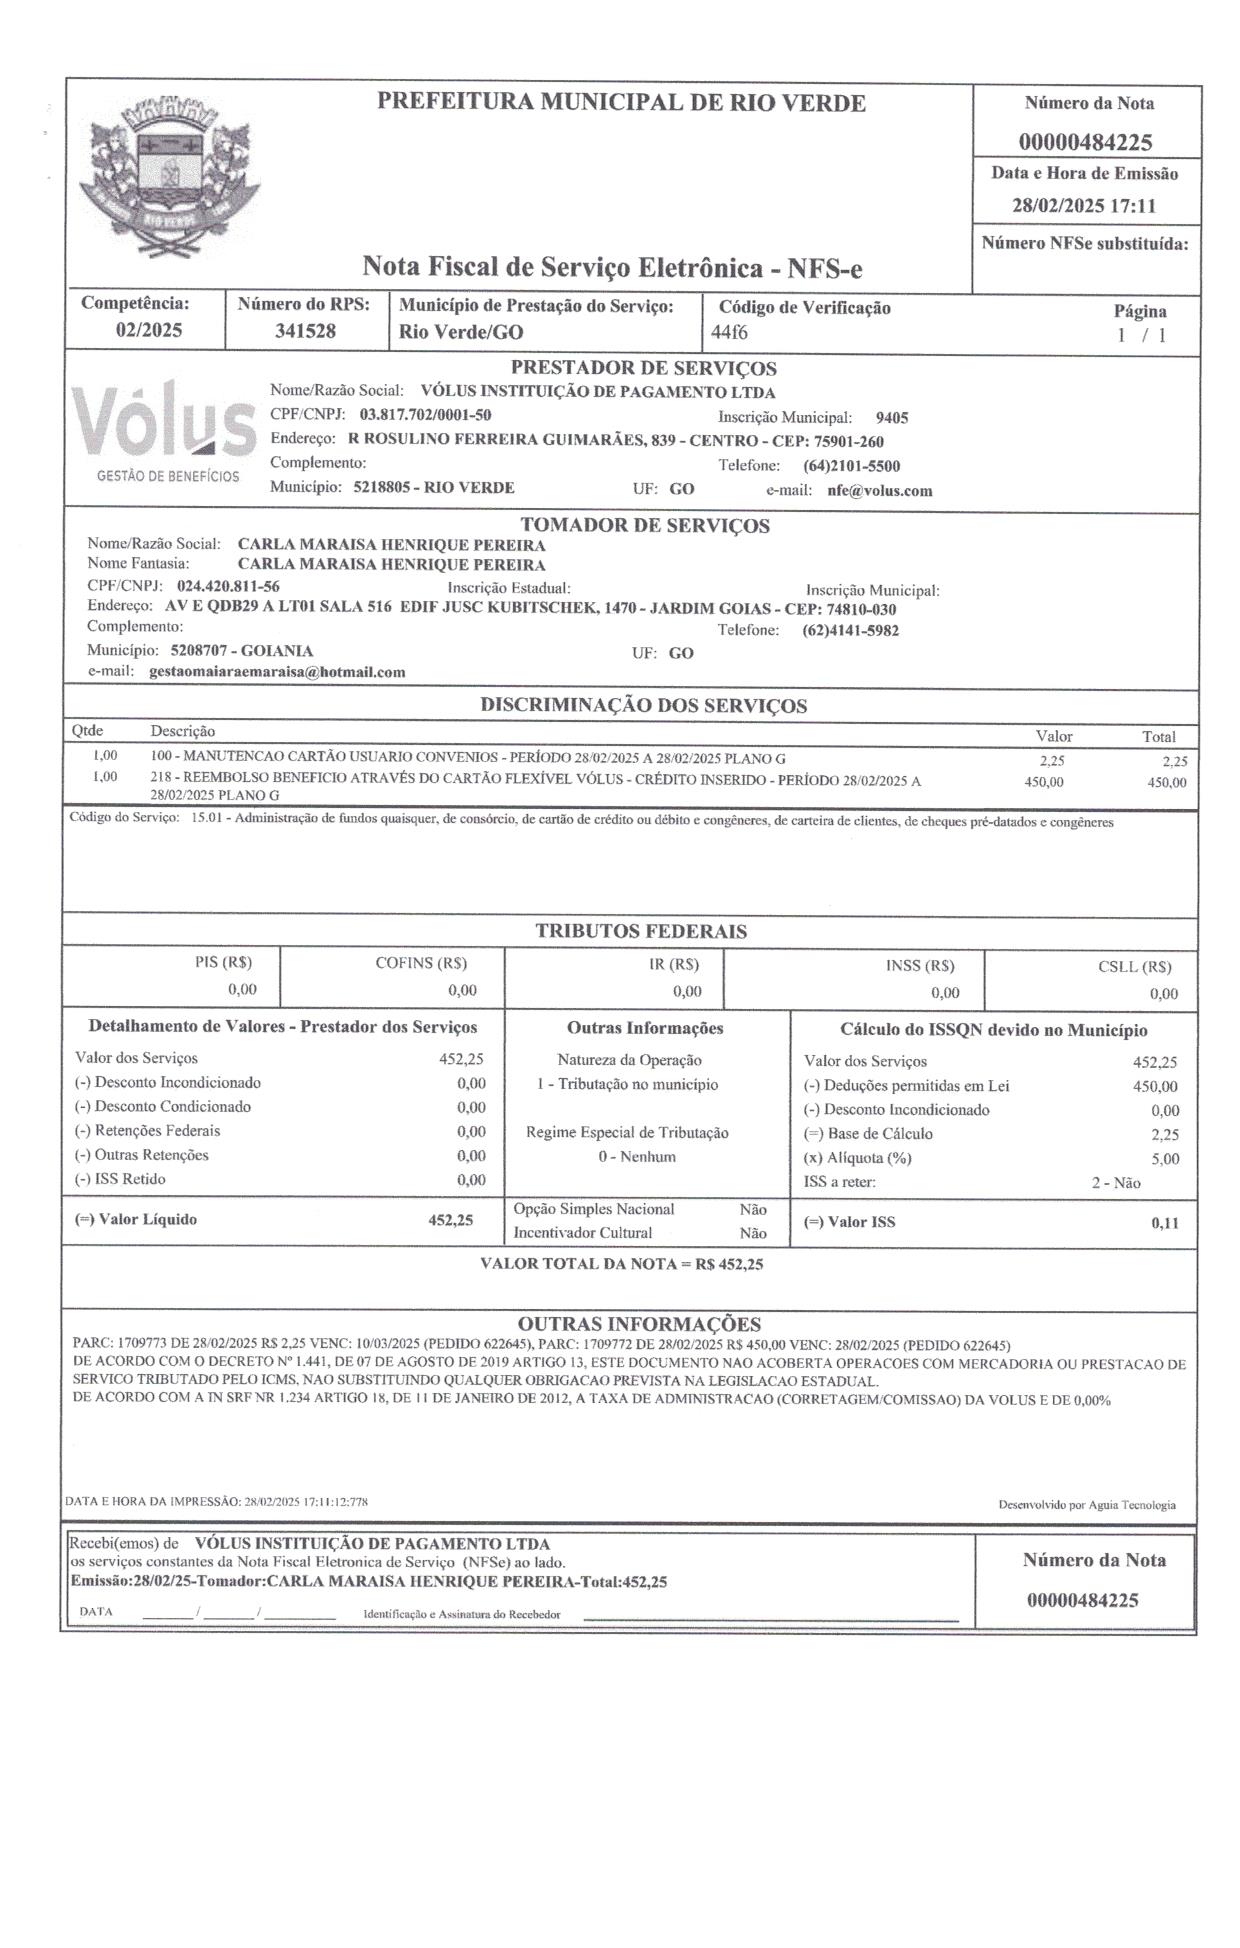 PREFEITURA MUNICIPAL DE RIO VERDE
Número da Nota
00000484225
Data e Hora de Emissão
28/02/2025 17:11
Número NFSe substituída:
RIO VERDE
Nota Fiscal de Serviço Eletrônica - NFS-e
Competência: Número do RPS: Município de Prestação do Serviço: Código de Verificação Página
02/2025 341528 Rio Verde/GO 44f6 1 / 1
PRESTADOR DE SERVIÇOS
Vólus
GESTÃO DE BENEFÍCIOS
Nome/Razão Social: VÓLUS INSTITUIÇÃO DE PAGAMENTO LTDA
CPF/CNPJ: 03.817.702/0001-50 Inscrição Municipal: 9405
Endereço: R ROSULINO FERREIRA GUIMARÃES, 839 - CENTRO - CEP: 75901-260
Complemento: Telefone: (64)2101-5500
Município: 5218805 - RIO VERDE UF: GO e-mail: nfe@volus.com
TOMADOR DE SERVIÇOS
Nome/Razão Social: CARLA MARAISA HENRIQUE PEREIRA
Nome Fantasia: CARLA MARAISA HENRIQUE PEREIRA
CPF/CNPJ: 024.420.811-56 Inscrição Estadual: Inscrição Municipal:
Endereço: AV E QDB29 A LT01 SALA 516 EDIF JUSC KUBITSCHEK, 1470 - JARDIM GOIAS - CEP: 74810-030
Complemento: Telefone: (62)4141-5982
Município: 5208707 - GOIANIA UF: GO
e-mail: gestaomaiaraemaraisa@hotmail.com
DISCRIMINAÇÃO DOS SERVIÇOS
Qtde Descrição Valor Total
1,00 100 - MANUTENCAO CARTÃO USUARIO CONVENIOS - PERÍODO 28/02/2025 A 28/02/2025 PLANO G 2,25 2,25
1,00 218 - REEMBOLSO BENEFICIO ATRAVÉS DO CARTÃO FLEXÍVEL VÓLUS - CRÉDITO INSERIDO - PERÍODO 28/02/2025 A 450,00 450,00
28/02/2025 PLANO G
Código do Serviço: 15.01 - Administração de fundos quaisquer, de consórcio, de cartão de crédito ou débito e congêneres, de carteira de clientes, de cheques pré-datados e congêneres
TRIBUTOS FEDERAIS
PIS (R$) COFINS (R$) IR (R$) INSS (R$) CSLL (R$)
0,00 0,00 0,00 0,00 0,00
Detalhamento de Valores - Prestador dos Serviços
Valor dos Serviços 452,25
(-) Desconto Incondicionado 0,00
(-) Desconto Condicionado 0,00
(-) Retenções Federais 0,00
(-) Outras Retenções 0,00
(-) ISS Retido 0,00
(=) Valor Líquido 452,25
Outras Informações
Natureza da Operação
1 - Tributação no município
Regime Especial de Tributação
0 - Nenhum
Opção Simples Nacional Não
Incentivador Cultural Não
Cálculo do ISSQN devido no Município
Valor dos Serviços 452,25
(-) Deduções permitidas em Lei 450,00
(-) Desconto Incondicionado 0,00
(=) Base de Cálculo 2,25
(x) Alíquota (%) 5,00
ISS a reter: 2 - Não
(=) Valor ISS 0,11
VALOR TOTAL DA NOTA = R$ 452,25
OUTRAS INFORMAÇÕES
PARC: 1709773 DE 28/02/2025 R$ 2,25 VENC: 10/03/2025 (PEDIDO 622645), PARC: 1709772 DE 28/02/2025 R$ 450,00 VENC: 28/02/2025 (PEDIDO 622645)
DE ACORDO COM O DECRETO Nº 1.441, DE 07 DE AGOSTO DE 2019 ARTIGO 13, ESTE DOCUMENTO NAO ACOBERTA OPERACOES COM MERCADORIA OU PRESTACAO DE
SERVICO TRIBUTADO PELO ICMS, NAO SUBSTITUINDO QUALQUER OBRIGACAO PREVISTA NA LEGISLACAO ESTADUAL.
DE ACORDO COM A IN SRF NR 1.234 ARTIGO 18, DE 11 DE JANEIRO DE 2012, A TAXA DE ADMINISTRACAO (CORRETAGEM/COMISSAO) DA VOLUS E DE 0,00%
DATA E HORA DA IMPRESSÃO: 28/02/2025 17:11:12:778 Desenvolvido por Aguia Tecnologia
Recebi(emos) de VÓLUS INSTITUIÇÃO DE PAGAMENTO LTDA
os serviços constantes da Nota Fiscal Eletronica de Serviço (NFSe) ao lado.
Emissão:28/02/25-Tomador:CARLA MARAISA HENRIQUE PEREIRA-Total:452,25
DATA ______/______/_________ Identificação e Assinatura do Recebedor
Número da Nota
00000484225